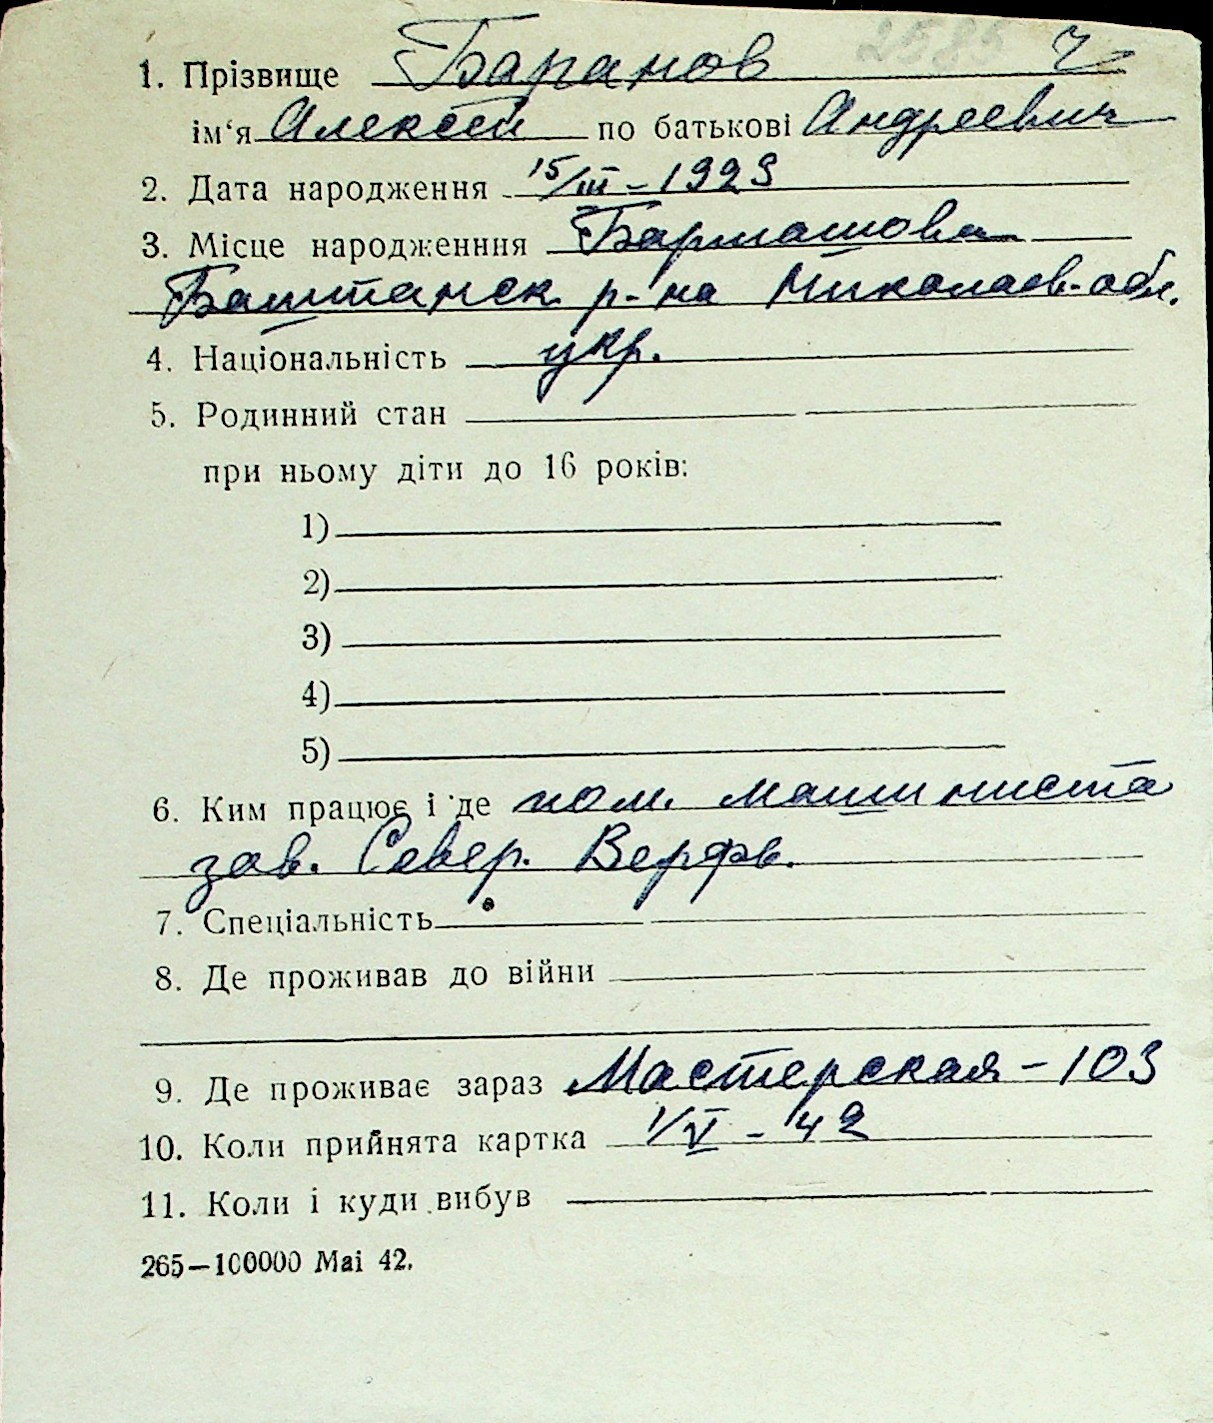 2585
1. Прізвище Баранов Ч
ім‘я Алексей по батькові Андреевич
2. Дата народження 15/III – 1923
3. Місце народженння Бармашова
Баштанск. р-на Николаев. обл.
4. Національність укр.
5. Родинний стан
при ньому діти до 16 років:
1)
2)
3)
4)
5)
6. Ким працює і де пом. машиниста
зав. Север. Верфь.
7. Спеціальність
8. Де проживав до війни
9. Де проживає зараз Мастерская – 103
10. Коли прийнята картка 1/V – 42
11. Коли і куди вибув
265—100000 Mai 42.